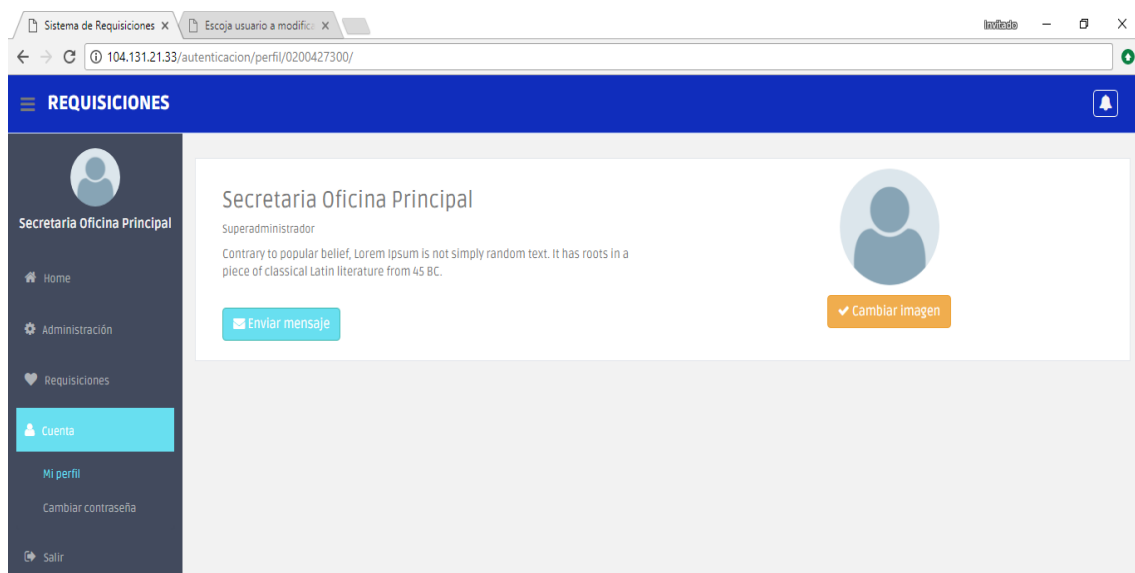 Sistema de Requisiciones
Escoja usuario a modific
Invitado
104.131.21.33/autenticacion/perfil/0200427300/
REQUISICIONES
Secretaria Oficina Principal
Home
Administración
Requisiciones
Cuenta
Mi perfil
Cambiar contraseña
Salir
Secretaria Oficina Principal
Superadministrador
Contrary to popular belief, Lorem Ipsum is not simply random text. It has roots in a
piece of classical Latin literature from 45 BC.
Enviar mensaje
Cambiar imagen